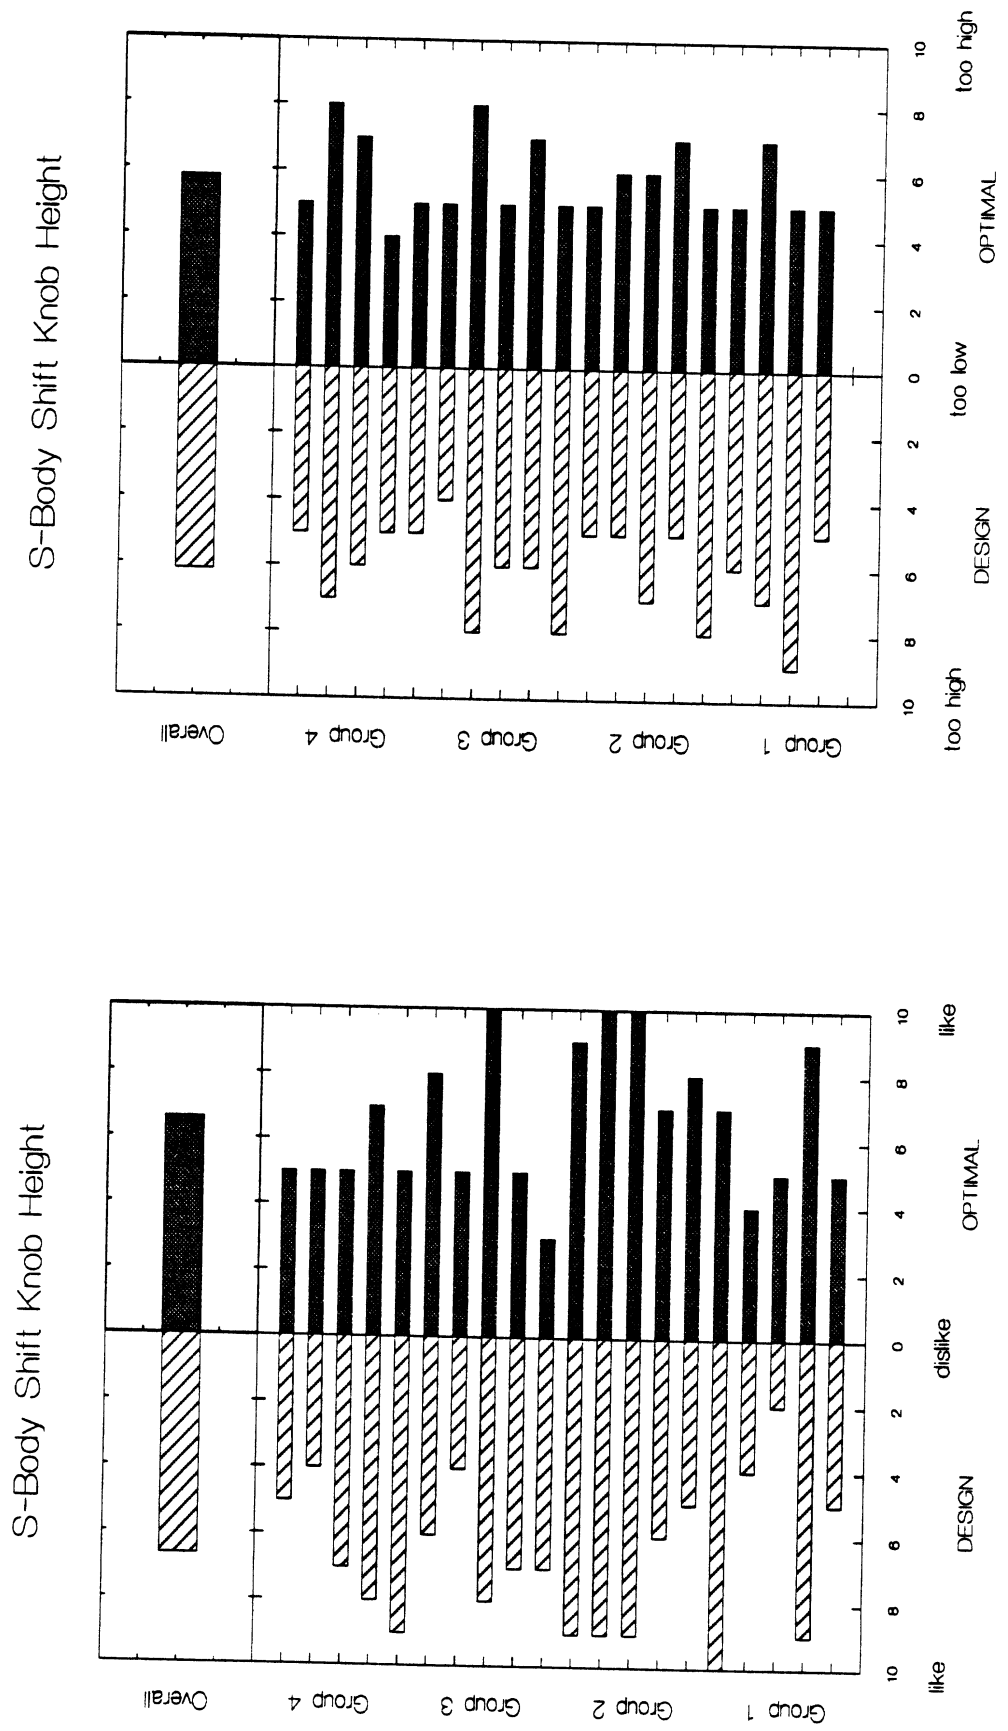 S-Body Shift Knob Height
Overall
Group 4
Group 3
Group 2
Group 1
10 8 6 4 2 0 2 4 6 8 10
like dislike like
DESIGN OPTIMAL
S-Body Shift Knob Height
Overall
Group 4
Group 3
Group 2
Group 1
10 8 6 4 2 0 2 4 6 8 10
too high too low too high
DESIGN OPTIMAL